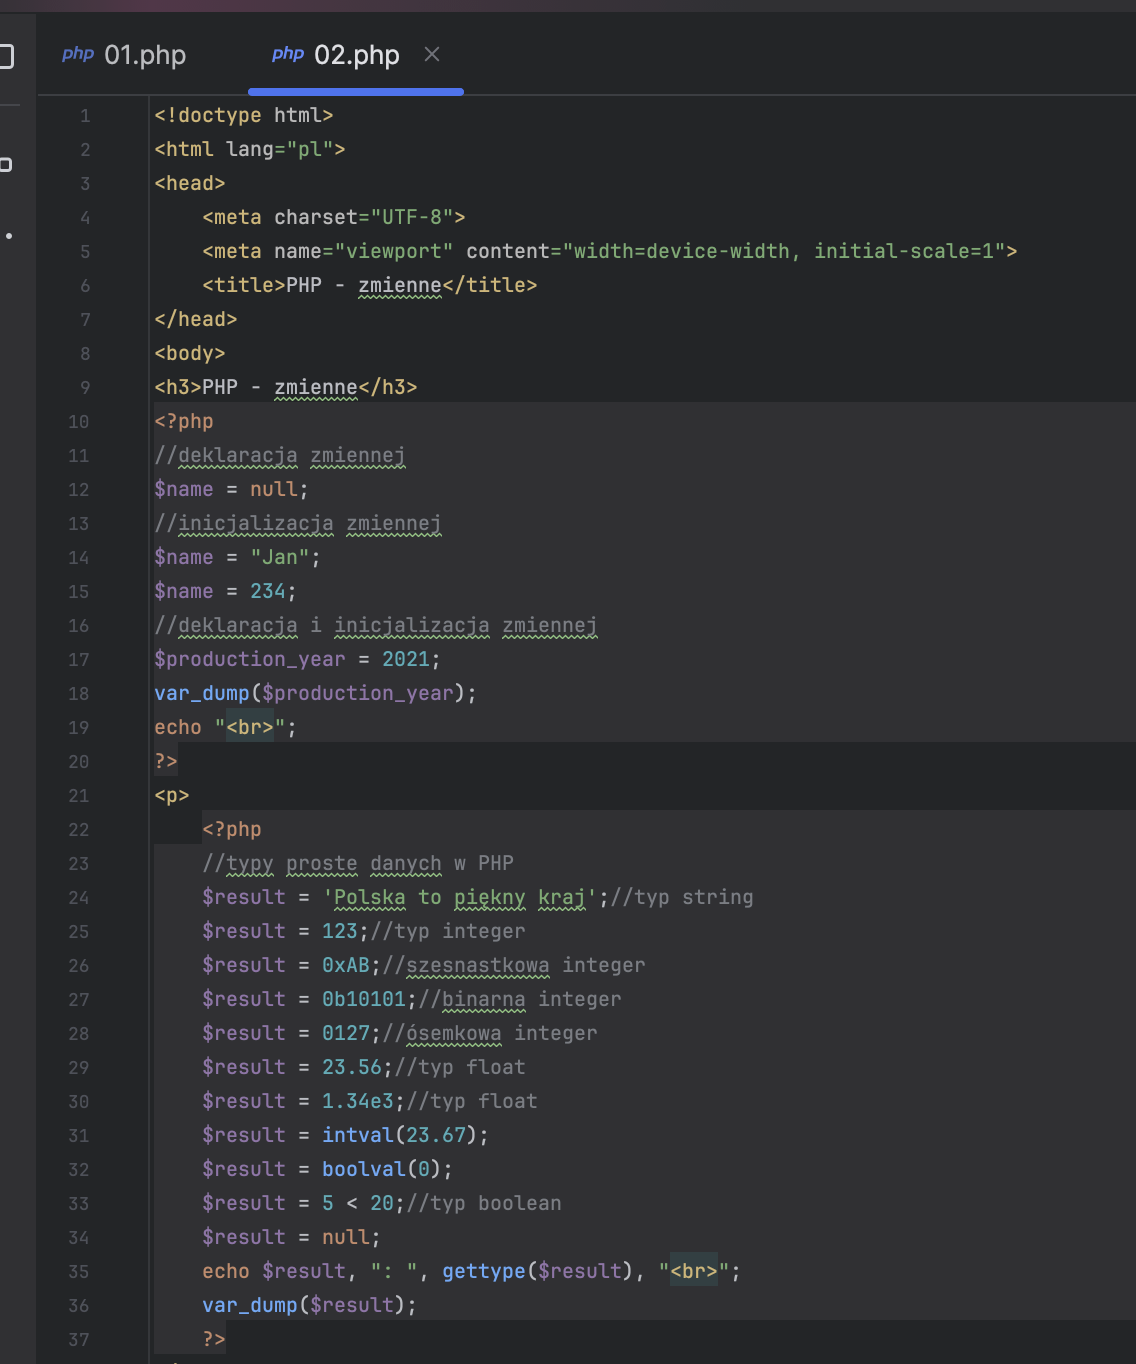 php 01.php php 02.php
1 <!doctype html>
2 <html lang="pl">
3 <head>
4 <meta charset="UTF-8">
5 <meta name="viewport" content="width=device-width, initial-scale=1">
6 <title>PHP - zmienne</title>
7 </head>
8 <body>
9 <h3>PHP - zmienne</h3>
10 <?php
11 //deklaracja zmiennej
12 $name = null;
13 //inicjalizacja zmiennej
14 $name = "Jan";
15 $name = 234;
16 //deklaracja i inicjalizacja zmiennej
17 $production_year = 2021;
18 var_dump($production_year);
19 echo "<br>";
20 ?>
21 <p>
22 <?php
23 //typy proste danych w PHP
24 $result = 'Polska to piękny kraj';//typ string
25 $result = 123;//typ integer
26 $result = 0xAB;//szesnastkowa integer
27 $result = 0b10101;//binarna integer
28 $result = 0127;//ósemkowa integer
29 $result = 23.56;//typ float
30 $result = 1.34e3;//typ float
31 $result = intval(23.67);
32 $result = boolval(0);
33 $result = 5 < 20;//typ boolean
34 $result = null;
35 echo $result, ": ", gettype($result), "<br>";
36 var_dump($result);
37 ?>